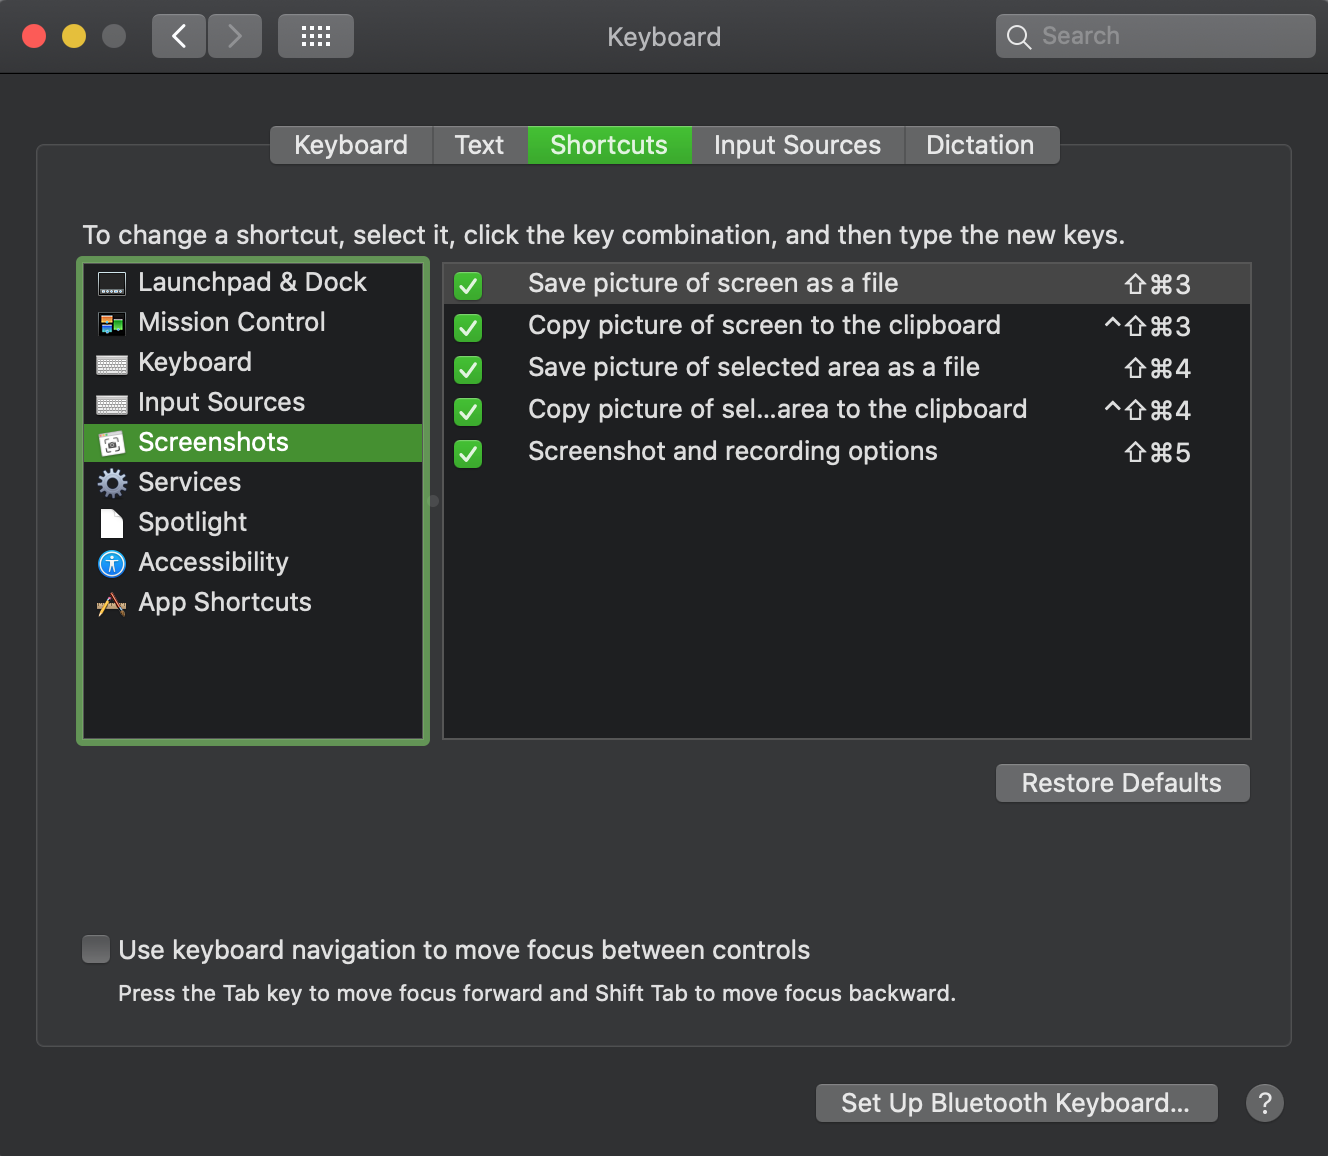 Keyboard
Search
Keyboard Text Shortcuts Input Sources Dictation
To change a shortcut, select it, click the key combination, and then type the new keys.
Launchpad & Dock
Mission Control
Keyboard
Input Sources
Screenshots
Services
Spotlight
Accessibility
App Shortcuts
Save picture of screen as a file ⇧⌘3
Copy picture of screen to the clipboard ^⇧⌘3
Save picture of selected area as a file ⇧⌘4
Copy picture of sel...area to the clipboard ^⇧⌘4
Screenshot and recording options ⇧⌘5
Restore Defaults
Use keyboard navigation to move focus between controls
Press the Tab key to move focus forward and Shift Tab to move focus backward.
Set Up Bluetooth Keyboard...
?